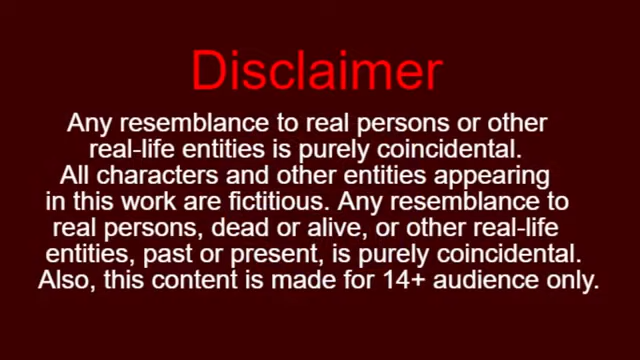 Disclaimer
Any resemblance to real persons or other
real-life entities is purely coincidental.
All characters and other entities appearing
in this work are fictitious. Any resemblance to
real persons, dead or alive, or other real-life
entities, past or present, is purely coincidental.
Also, this content is made for 14+ audience only.